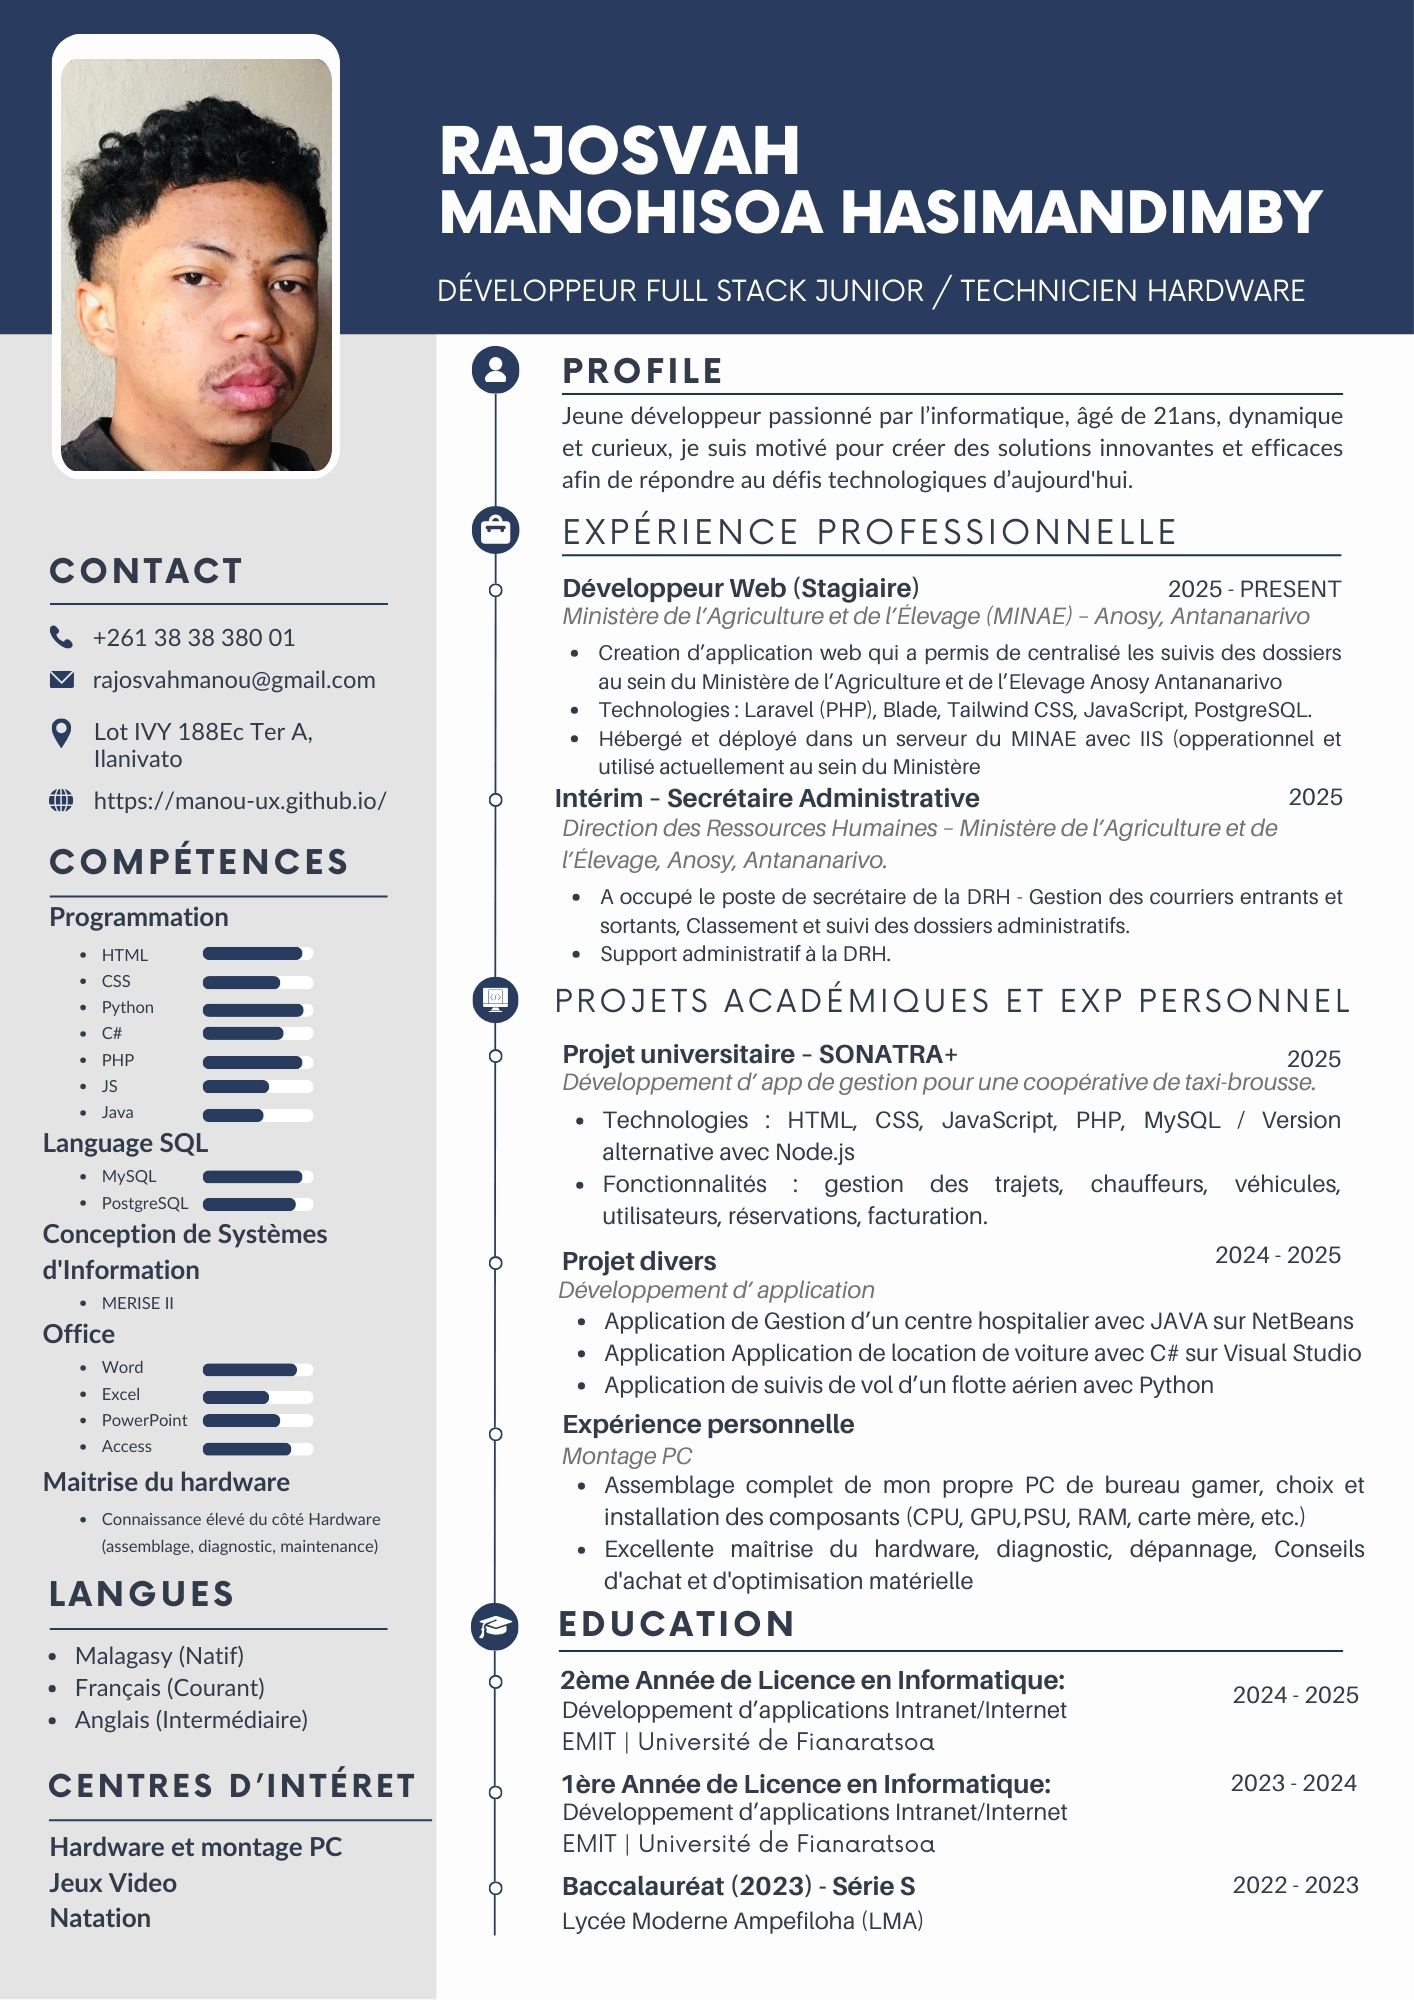 RAJOSVAH
MANOHISOA HASIMANDIMBY
DÉVELOPPEUR FULL STACK JUNIOR / TECHNICIEN HARDWARE
CONTACT
+261 38 38 380 01
rajosvahmanou@gmail.com
Lot IVY 188Ec Ter A,
Ilanivato
https://manou-ux.github.io/
COMPÉTENCES
Programmation
• HTML
• CSS
• Python
• C#
• PHP
• JS
• Java
Language SQL
• MySQL
• PostgreSQL
Conception de Systèmes
d'Information
• MERISE II
Office
• Word
• Excel
• PowerPoint
• Access
Maitrise du hardware
• Connaissance élevé du côté Hardware
(assemblage, diagnostic, maintenance)
LANGUES
• Malagasy (Natif)
• Français (Courant)
• Anglais (Intermédiaire)
CENTRES D’INTÉRET
Hardware et montage PC
Jeux Video
Natation
PROFILE
Jeune développeur passionné par l’informatique, âgé de 21ans, dynamique
et curieux, je suis motivé pour créer des solutions innovantes et efficaces
afin de répondre au défis technologiques d’aujourd'hui.
EXPÉRIENCE PROFESSIONNELLE
Développeur Web (Stagiaire) 2025 - PRESENT
Ministère de l’Agriculture et de l’Élevage (MINAE) – Anosy, Antananarivo
• Creation d’application web qui a permis de centralisé les suivis des dossiers
au sein du Ministère de l’Agriculture et de l’Elevage Anosy Antananarivo
• Technologies : Laravel (PHP), Blade, Tailwind CSS, JavaScript, PostgreSQL.
• Hébergé et déployé dans un serveur du MINAE avec IIS (opperationnel et
utilisé actuellement au sein du Ministère
Intérim – Secrétaire Administrative 2025
Direction des Ressources Humaines – Ministère de l’Agriculture et de
l’Élevage, Anosy, Antananarivo.
• A occupé le poste de secrétaire de la DRH - Gestion des courriers entrants et
sortants, Classement et suivi des dossiers administratifs.
• Support administratif à la DRH.
PROJETS ACADÉMIQUES ET EXP PERSONNEL
Projet universitaire – SONATRA+ 2025
Développement d’ app de gestion pour une coopérative de taxi-brousse.
• Technologies : HTML, CSS, JavaScript, PHP, MySQL / Version
alternative avec Node.js
• Fonctionnalités : gestion des trajets, chauffeurs, véhicules,
utilisateurs, réservations, facturation.
Projet divers 2024 - 2025
Développement d’ application
• Application de Gestion d’un centre hospitalier avec JAVA sur NetBeans
• Application Application de location de voiture avec C# sur Visual Studio
• Application de suivis de vol d’un flotte aérien avec Python
Expérience personnelle
Montage PC
• Assemblage complet de mon propre PC de bureau gamer, choix et
installation des composants (CPU, GPU,PSU, RAM, carte mère, etc.)
• Excellente maîtrise du hardware, diagnostic, dépannage, Conseils
d'achat et d'optimisation matérielle
EDUCATION
2ème Année de Licence en Informatique: 2024 - 2025
Développement d’applications Intranet/Internet
EMIT | Université de Fianaratsoa
1ère Année de Licence en Informatique: 2023 - 2024
Développement d’applications Intranet/Internet
EMIT | Université de Fianaratsoa
Baccalauréat (2023) - Série S 2022 - 2023
Lycée Moderne Ampefiloha (LMA)